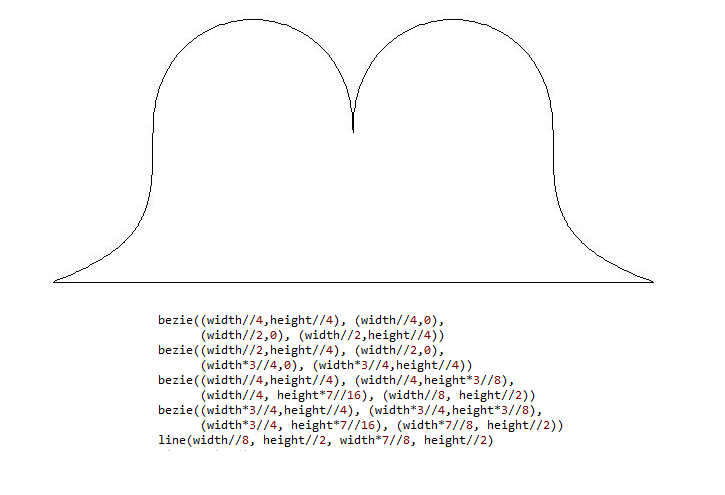 bezie((width//4,height//4), (width//4,0),
(width//2,0), (width//2,height//4))
bezie((width//2,height//4), (width//2,0),
(width*3//4,0), (width*3//4,height//4))
bezie((width//4,height//4), (width//4,height*3//8),
(width//4, height*7//16), (width//8, height//2))
bezie((width*3//4,height//4), (width*3//4,height*3//8),
(width*3//4, height*7//16), (width*7//8, height//2))
line(width//8, height//2, width*7//8, height//2)